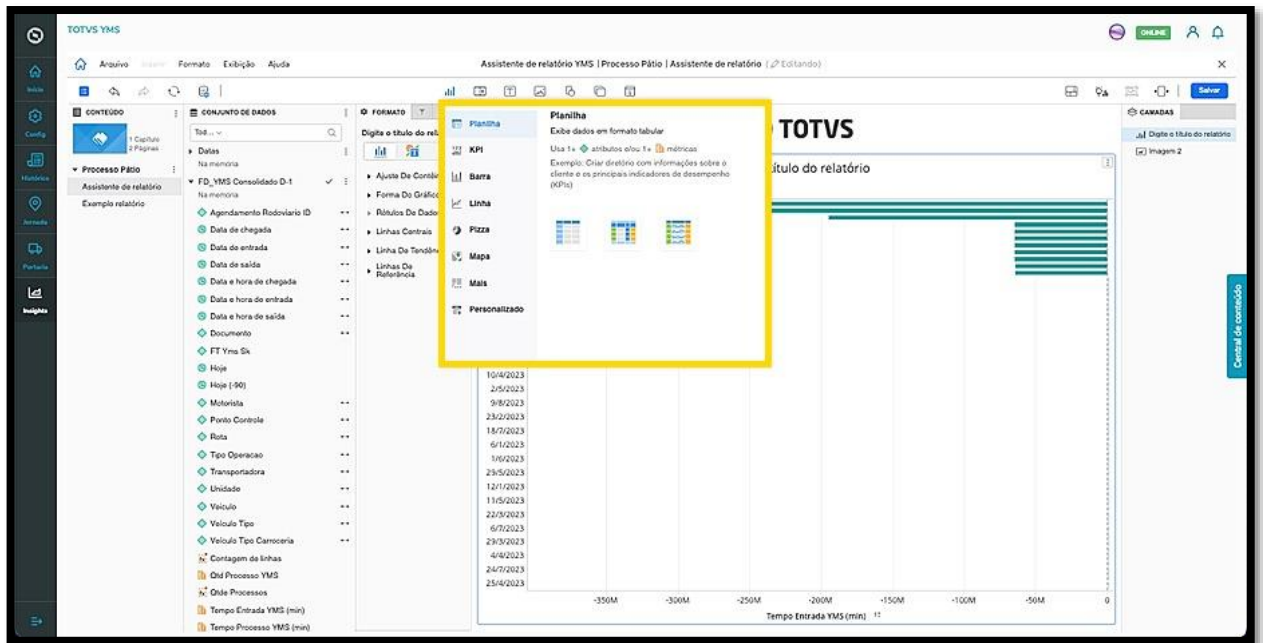 TOTVS YMS
ONLINE
Arquivo
Formato
Exibição
Ajuda
Assistente de relatório YMS | Processo Pátio | Assistente de relatório (Editando)
Salvar
Início
Config
Histórico
Jornada
Portaria
Insights
CONTEÚDO
1 Capítulo
2 Páginas
Processo Pátio
Assistente de relatório
Exemplo relatório
CONJUNTO DE DADOS
Tod...
Datas
Na memória
FD_YMS Consolidado D-1
Na memória
Agendamento Rodoviario ID
Data de chegada
Data de entrada
Data de saída
Data e hora de chegada
Data e hora de entrada
Data e hora de saída
Documento
FT Yms Sk
Hoje
Hoje (-90)
Motorista
Ponto Controle
Rota
Tipo Operacao
Transportadora
Unidade
Veiculo
Veiculo Tipo
Veiculo Tipo Carroceria
Contagem de linhas
Qtd Processo YMS
Qtde Processos
Tempo Entrada YMS (min)
Tempo Processo YMS (min)
FORMATO
Digite o título do rel
Ajuste De Contêin
Forma Do Gráfico
Rótulos De Dado
Linhas Centrais
Linha De Tendên
Linhas De
Referência
Planilha
KPI
Barra
Linha
Pizza
Mapa
Mais
Personalizado
Planilha
Exibe dados em formato tabular
Usa 1+ atributos e/ou 1+ métricas
Exemplo: Criar diretório com informações sobre o
cliente e os principais indicadores de desempenho
(KPIs)
TOTVS
título do relatório
10/4/2023
2/5/2023
9/8/2023
23/2/2023
18/7/2023
6/1/2023
1/6/2023
29/5/2023
12/1/2023
11/5/2023
22/3/2023
6/7/2023
29/3/2023
4/4/2023
24/7/2023
25/4/2023
-350M
-300M
-250M
-200M
-150M
-100M
-50M
0
Tempo Entrada YMS (min)
CAMADAS
Digite o título do relatório
Imagem 2
Central de conteúdo